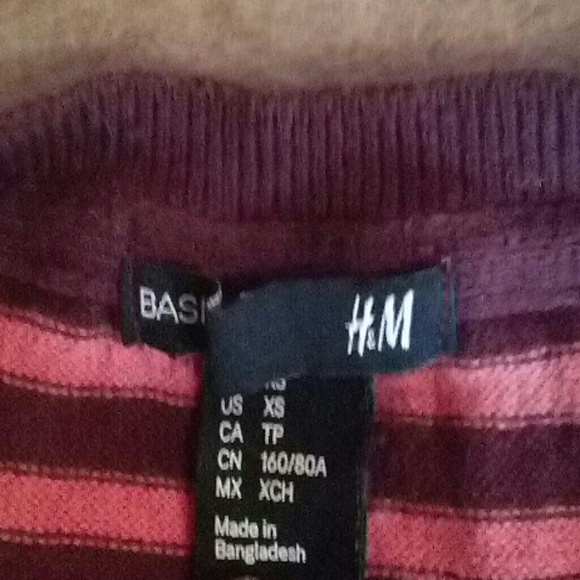 BASI H&M
US XS
CA TP
CN 160/80A
MX XCH
Made in
Bangladesh